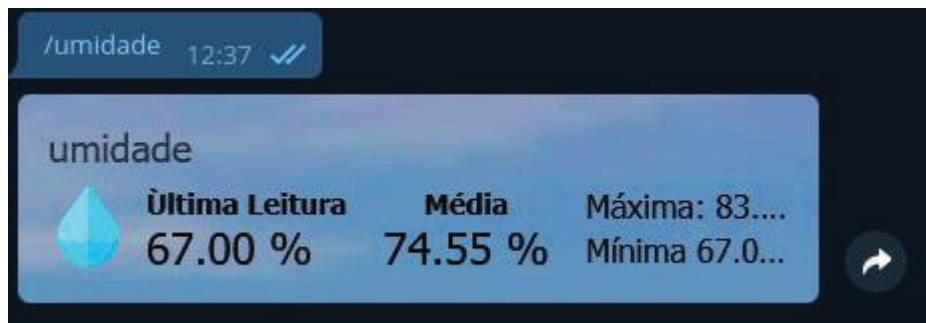 /umidade 12:37
umidade
Ùltima Leitura Média Máxima: 83....
67.00 % 74.55 % Mínima 67.0...